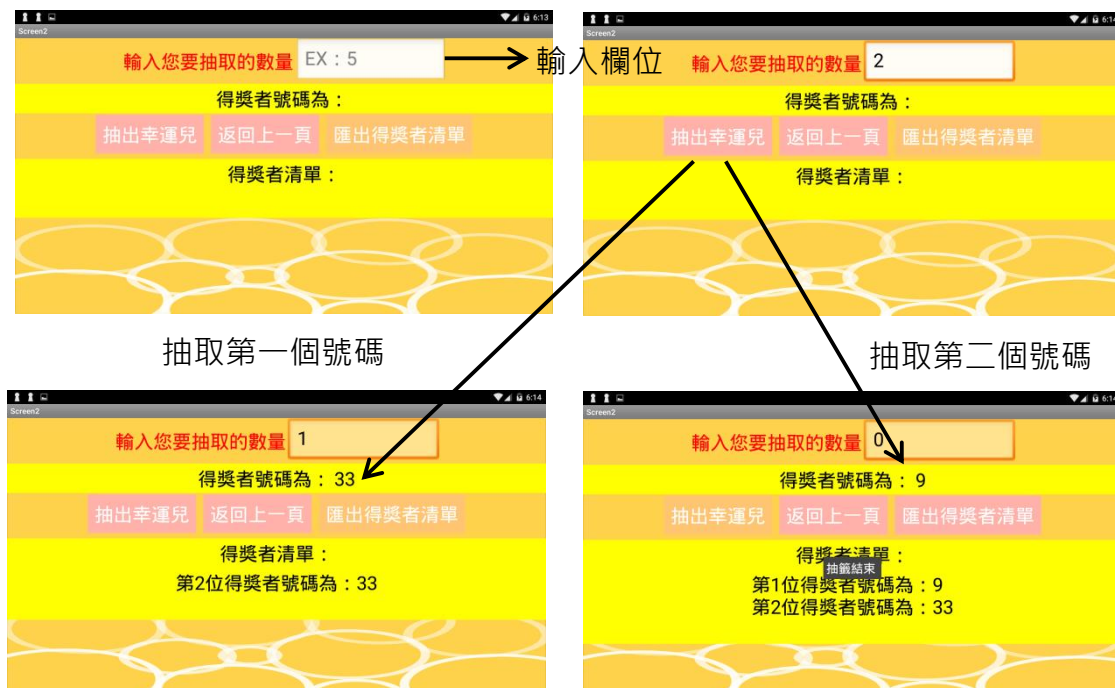 6:13
Screen2
輸入您要抽取的數量 EX：5
得獎者號碼為：
抽出幸運兒 返回上一頁 匯出得獎者清單
得獎者清單：
輸入欄位
6:14
Screen2
輸入您要抽取的數量 2
得獎者號碼為：
抽出幸運兒 返回上一頁 匯出得獎者清單
得獎者清單：
抽取第一個號碼
抽取第二個號碼
6:14
Screen2
輸入您要抽取的數量 1
得獎者號碼為：33
抽出幸運兒 返回上一頁 匯出得獎者清單
得獎者清單：
第2位得獎者號碼為：33
6:14
Screen2
輸入您要抽取的數量 0
得獎者號碼為：9
抽出幸運兒 返回上一頁 匯出得獎者清單
得獎者清單：
抽籤結束
第1位得獎者號碼為：9
第2位得獎者號碼為：33